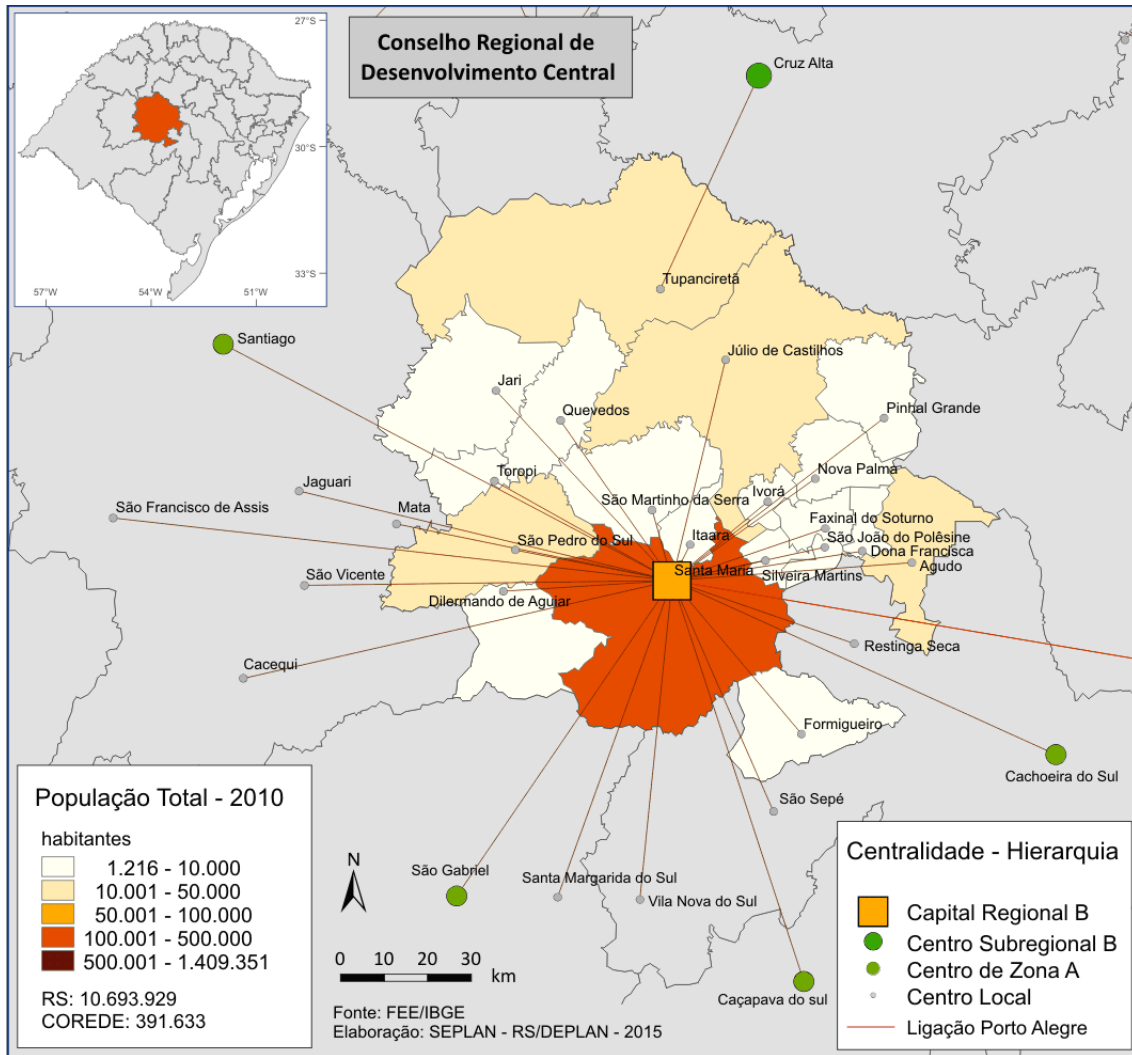 27°S
30°S
33°S
57°W
54°W
51°W
Conselho Regional de
Desenvolvimento Central
Cruz Alta
Tupanciretã
Santiago
Júlio de Castilhos
Jari
Quevedos
Pinhal Grande
Toropi
Nova Palma
Jaguari
São Martinho da Serra
Ivorá
São Francisco de Assis
Mata
Faxinal do Soturno
Itaara
São João do Polêsine
São Pedro do Sul
Dona Francisca
Santa Maria
Agudo
São Vicente
Silveira Martins
Dilermando de Aguiar
Restinga Seca
Cacequi
Formigueiro
Cachoeira do Sul
São Sepé
São Gabriel
Santa Margarida do Sul
Vila Nova do Sul
Caçapava do sul
População Total - 2010
habitantes
1.216 - 10.000
10.001 - 50.000
50.001 - 100.000
100.001 - 500.000
500.001 - 1.409.351
RS: 10.693.929
COREDE: 391.633
N
0 10 20 30
km
Fonte: FEE/IBGE
Elaboração: SEPLAN - RS/DEPLAN - 2015
Centralidade - Hierarquia
Capital Regional B
Centro Subregional B
Centro de Zona A
Centro Local
Ligação Porto Alegre